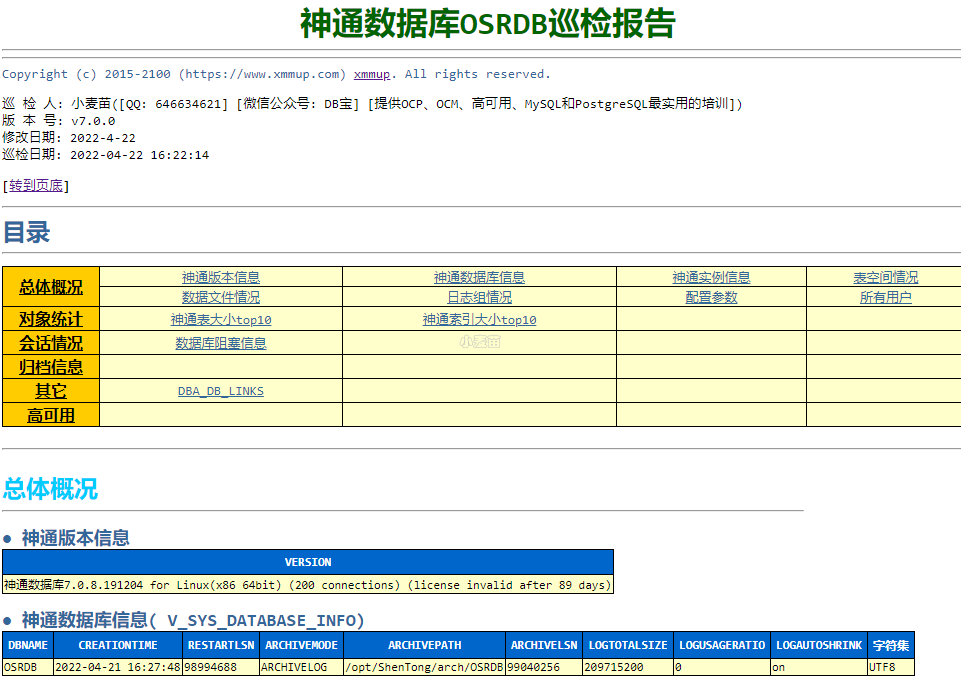 神通数据库OSRDB巡检报告
Copyright (c) 2015-2100 (https://www.xmmup.com) xmmup. All rights reserved.
巡 检 人: 小麦苗([QQ: 646634621] [微信公众号: DB宝] [提供OCP、OCM、高可用、MySQL和PostgreSQL最实用的培训])
版 本 号: v7.0.0
修改日期: 2022-4-22
巡检日期: 2022-04-22 16:22:14
[转到页底]
目录
总体概况 神通版本信息 神通数据库信息 神通实例信息 表空间情况
数据文件情况 日志组情况 配置参数 所有用户
对象统计 神通表大小top10 神通索引大小top10
会话情况 数据库阻塞信息 小麦苗
归档信息
其它 DBA_DB_LINKS
高可用
总体概况
● 神通版本信息
VERSION
神通数据库7.0.8.191204 for Linux(x86 64bit) (200 connections) (license invalid after 89 days)
● 神通数据库信息( V_SYS_DATABASE_INFO)
DBNAME CREATIONTIME RESTARTLSN ARCHIVEMODE ARCHIVEPATH ARCHIVELSN LOGTOTALSIZE LOGUSAGERATIO LOGAUTOSHRINK 字符集
OSRDB 2022-04-21 16:27:48 98994688 ARCHIVELOG /opt/ShenTong/arch/OSRDB 99040256 209715200 0 on UTF8